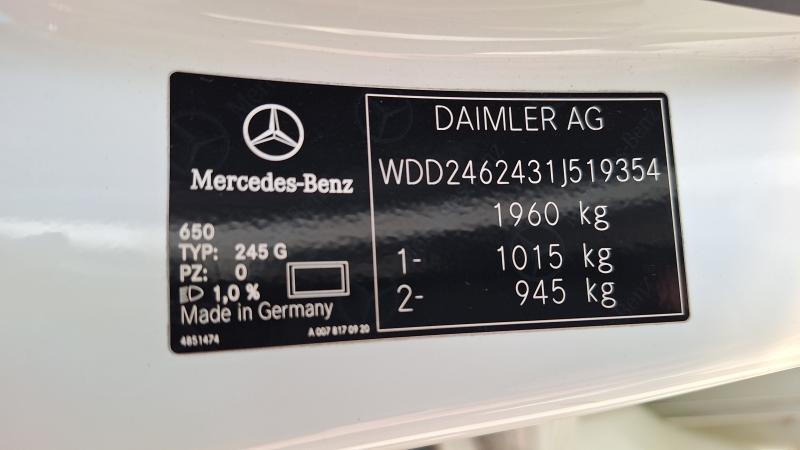 Mercedes-Benz
650
TYP: 245 G
PZ: 0
1,0 %
Made in Germany
4851474
A 007 817 09 20
DAIMLER AG
WDD2462431J519354
1960 kg
1- 1015 kg
2- 945 kg